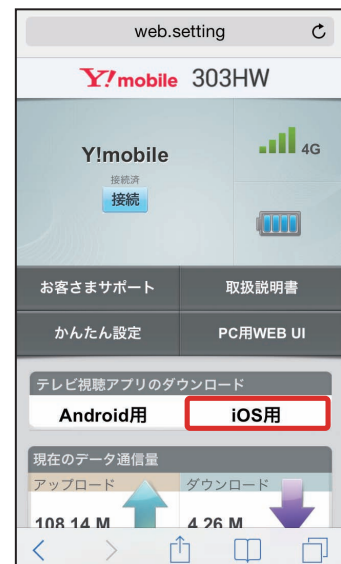 web.setting
Y!mobile 303HW
Y!mobile
接続済
接続
4G
お客さまサポート 取扱説明書
かんたん設定 PC用WEB UI
テレビ視聴アプリのダウンロード
Android用 iOS用
現在のデータ通信量
アップロード ダウンロード
108.14 M 4.26 M